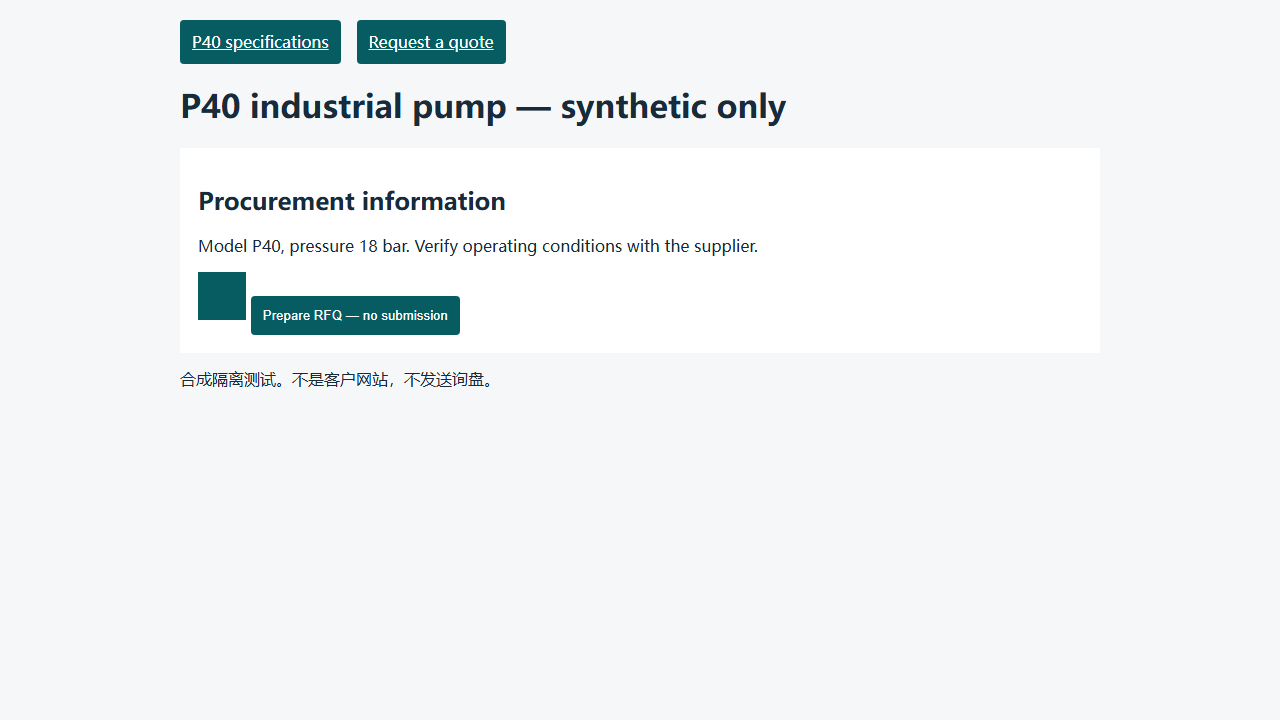 P40 specifications
Request a quote
P40 industrial pump — synthetic only
Procurement information
Model P40, pressure 18 bar. Verify operating conditions with the supplier.
Prepare RFQ — no submission
合成隔离测试。不是客户网站，不发送询盘。